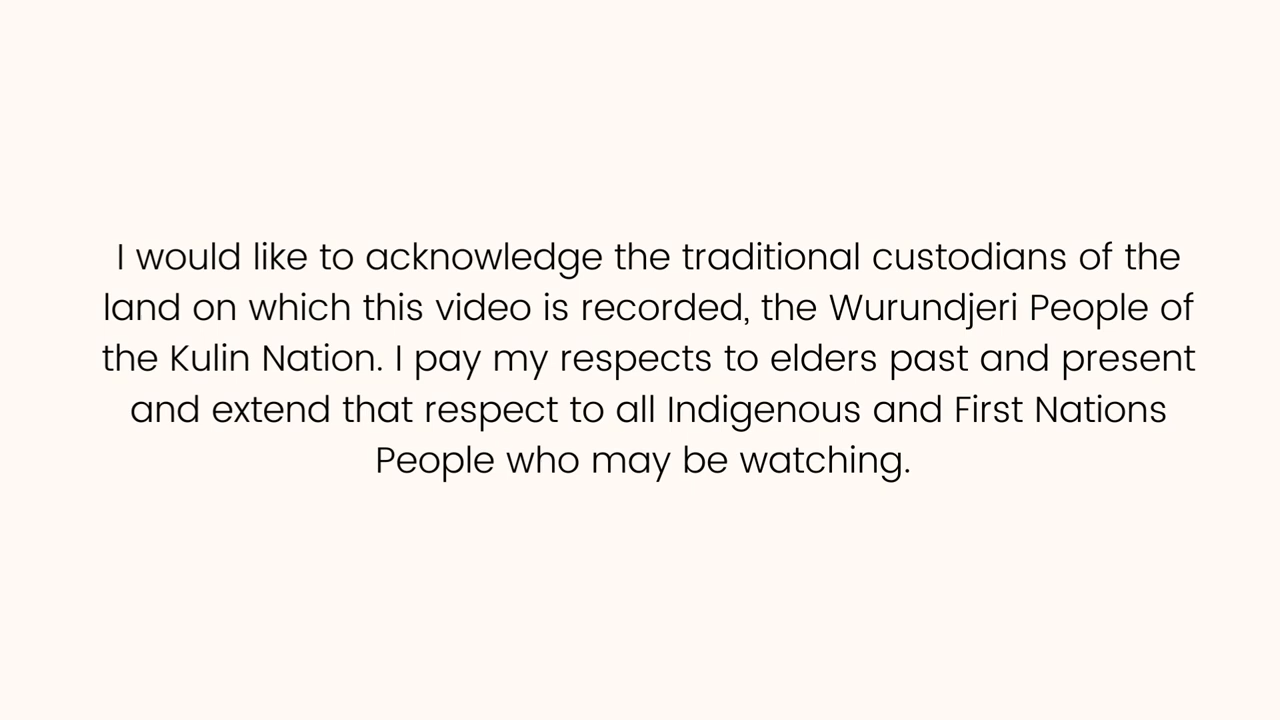 I would like to acknowledge the traditional custodians of the
land on which this video is recorded, the Wurundjeri People of
the Kulin Nation. I pay my respects to elders past and present
and extend that respect to all Indigenous and First Nations
People who may be watching.